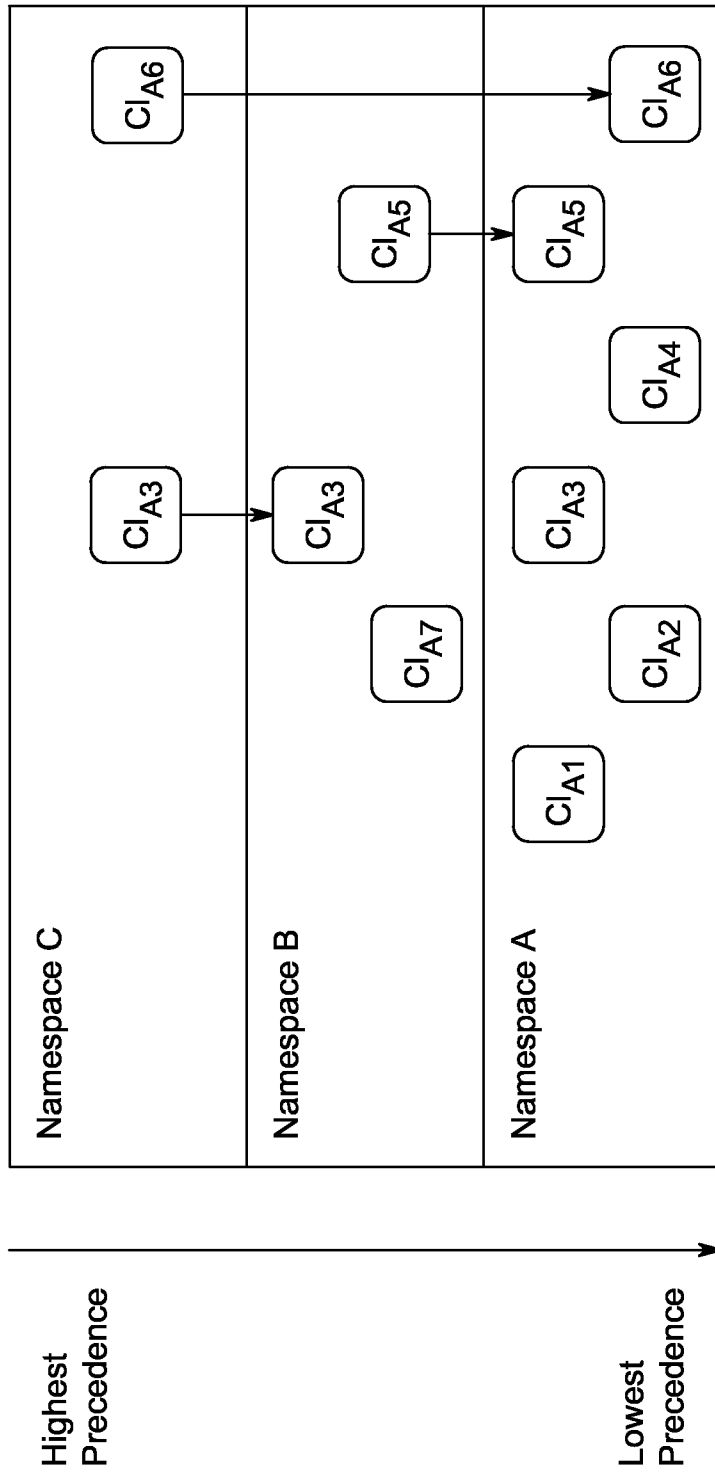 Highest
Precedence
Lowest
Precedence
Namespace C
CI_A3
CI_A6
Namespace B
CI_A3
CI_A5
CI_A7
Namespace A
CI_A1
CI_A3
CI_A5
CI_A2
CI_A4
CI_A6